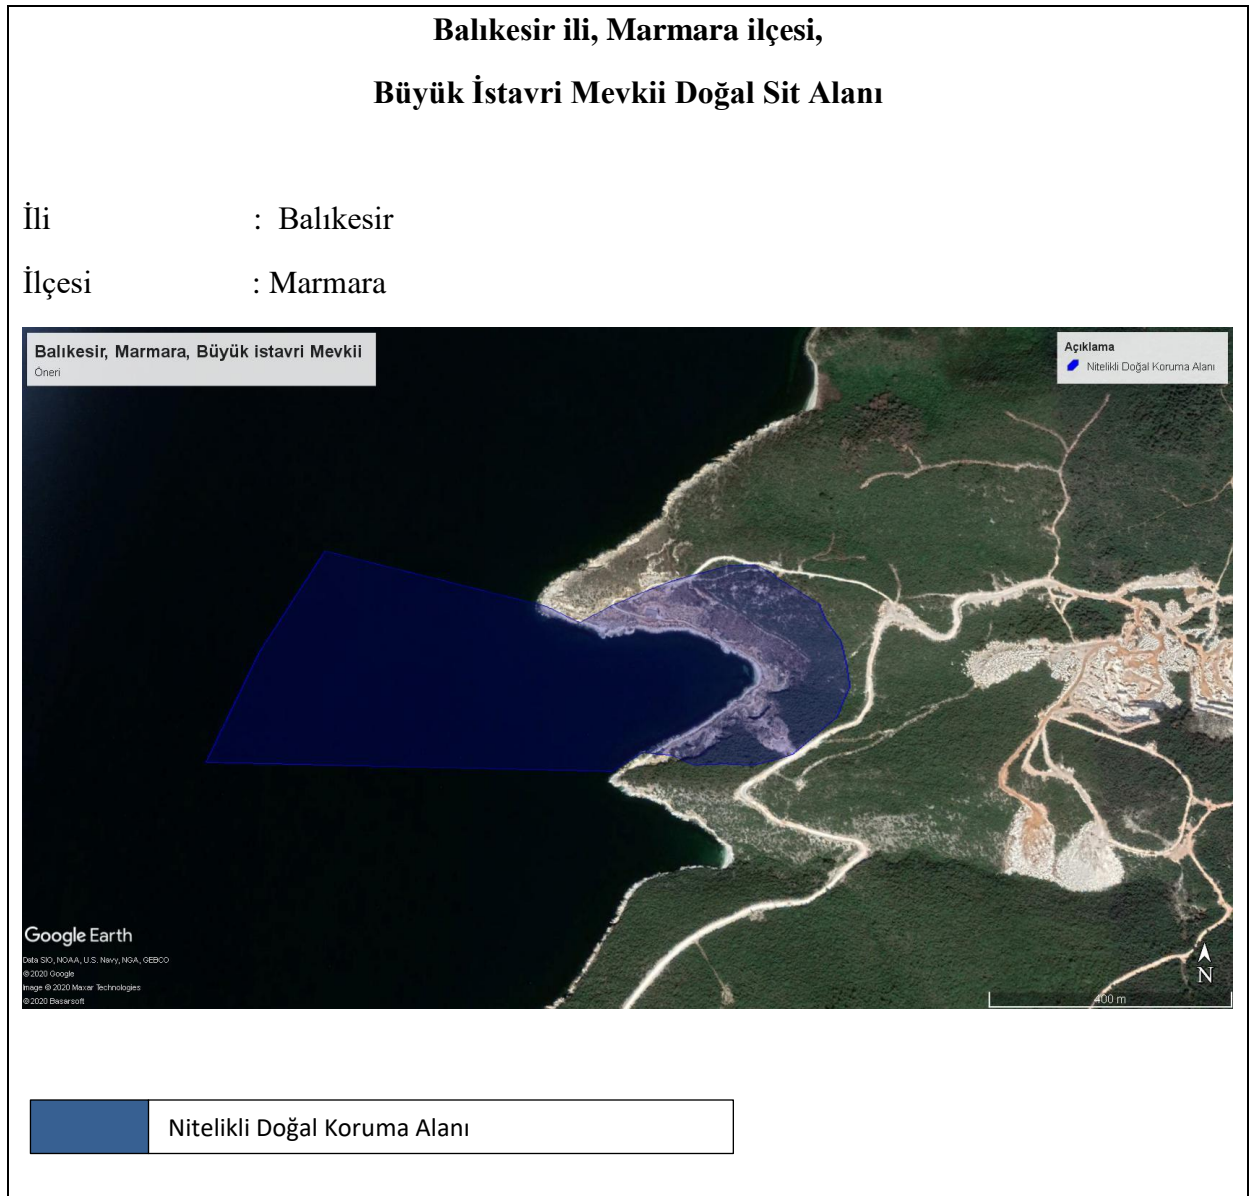 Balıkesir ili, Marmara ilçesi,
Büyük İstavri Mevkii Doğal Sit Alanı
İli : Balıkesir
İlçesi : Marmara
Balıkesir, Marmara, Büyük istavri Mevkii
Öneri
Açıklama
Nitelikli Doğal Koruma Alanı
Google Earth
Data SIO, NOAA, U.S. Navy, NGA, GEBCO
© 2020 Google
Image © 2020 Maxar Technologies
© 2020 Basarsoft
N
400 m
Nitelikli Doğal Koruma Alanı